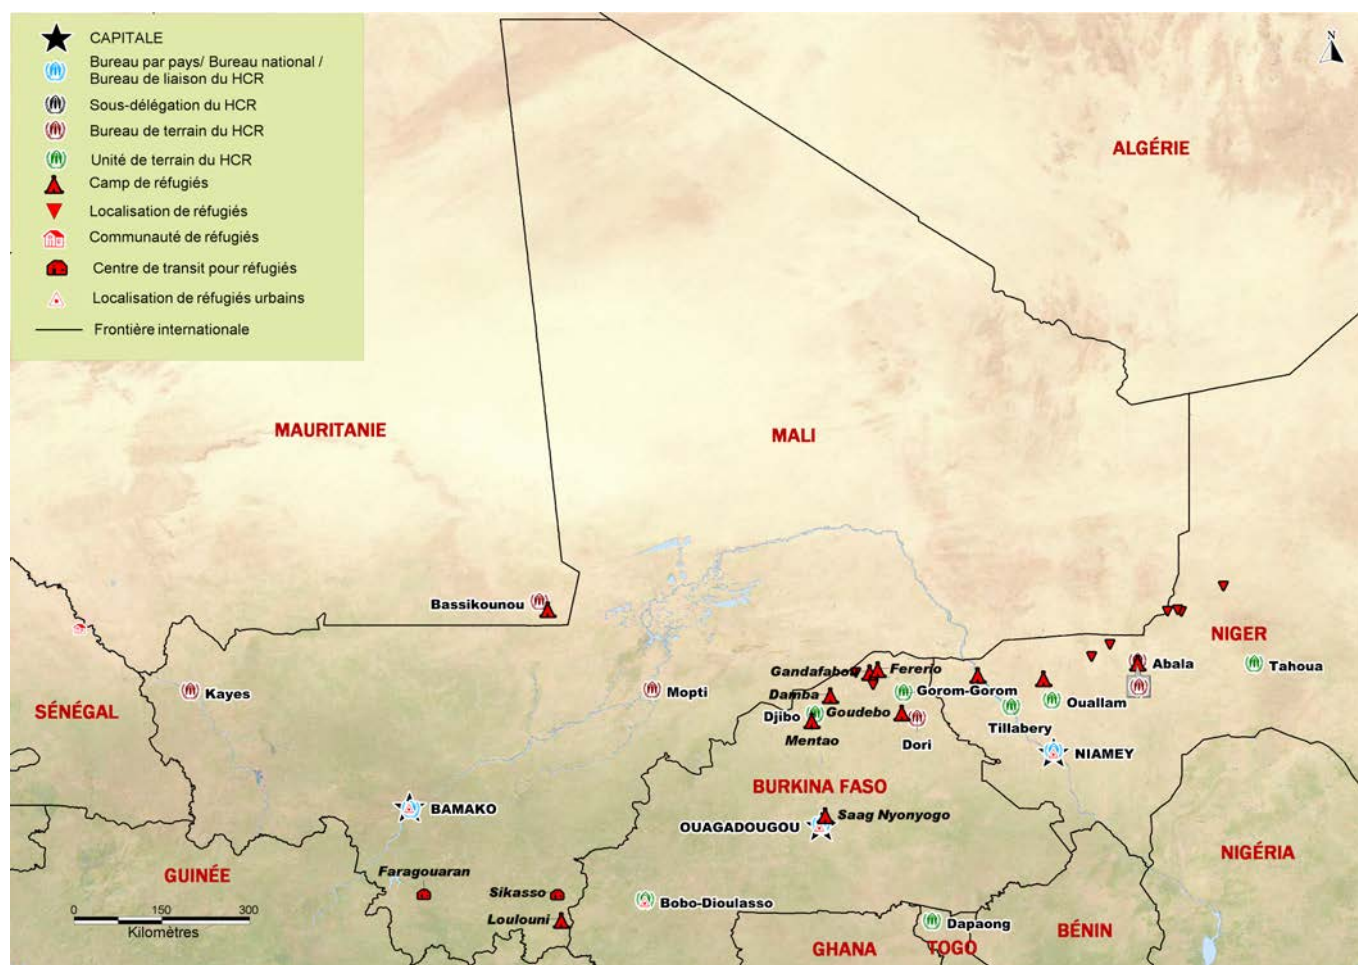 CAPITALE
Bureau par pays/ Bureau national /
Bureau de liaison du HCR
Sous-délégation du HCR
Bureau de terrain du HCR
Unité de terrain du HCR
Camp de réfugiés
Localisation de réfugiés
Communauté de réfugiés
Centre de transit pour réfugiés
Localisation de réfugiés urbains
Frontière internationale
N
ALGÉRIE
MAURITANIE
MALI
Bassikounou
NIGER
Gandafabou
Fererio
Abala
Tahoua
Kayes
Mopti
Damba
Gorom-Gorom
Ouallam
SÉNÉGAL
Djibo
Goudebo
Tillabery
Mentao
Dori
NIAMEY
BURKINA FASO
BAMAKO
Saag Nyonyogo
OUAGADOUGOU
NIGÉRIA
Faragouaran
GUINÉE
Sikasso
Bobo-Dioulasso
0 150 300
Kilomètres
Loulouni
Dapaong
BÉNIN
GHANA
TOGO